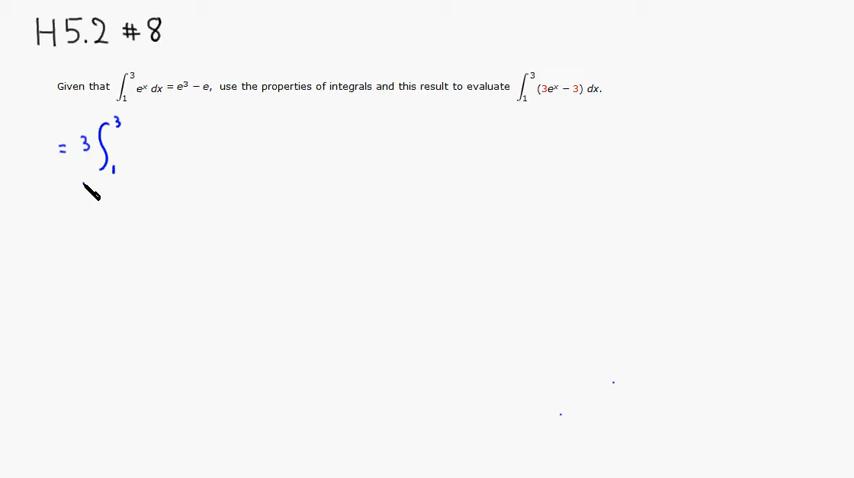 H 5.2 #8
Given that ∫₁³ eˣ dx = e³ − e, use the properties of integrals and this result to evaluate ∫₁³ (3eˣ − 3) dx.
= 3 ∫₁³